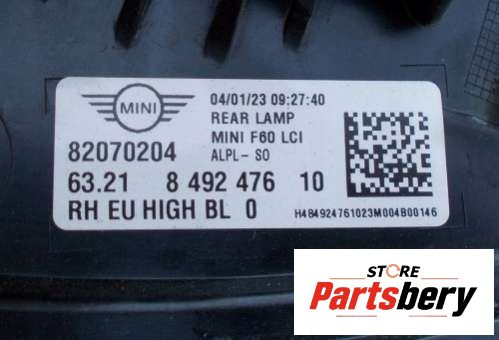 MINI
04/01/23 09:27:40
REAR LAMP
MINI F60 LCI
ALPL- SO
82070204
63.21 8 492 476 10
RH EU HIGH BL 0
H484924761023M004B00146
STORE
Partsbery